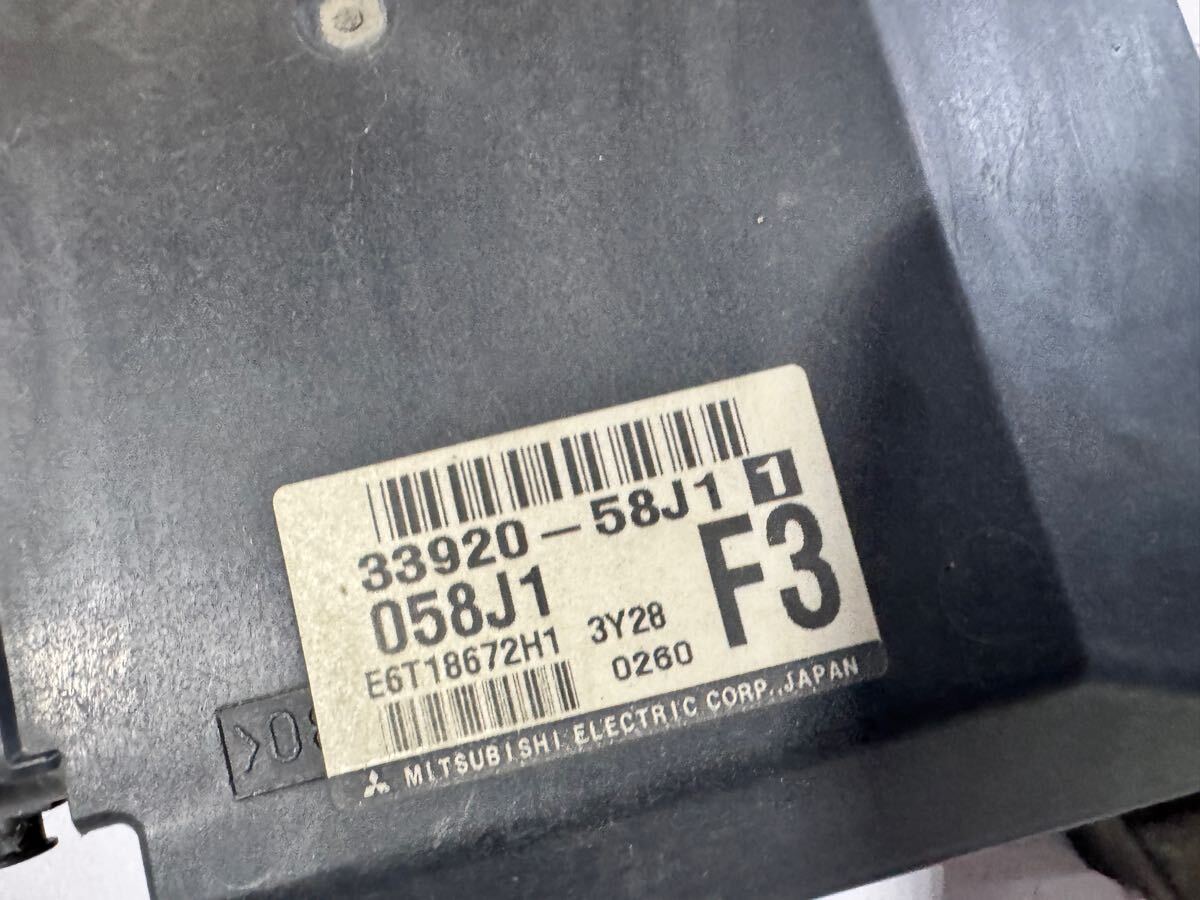 33920-58J1 1
058J1
F3
E6T18672H1 3Y28
0260
MITSUBISHI ELECTRIC CORP., JAPAN